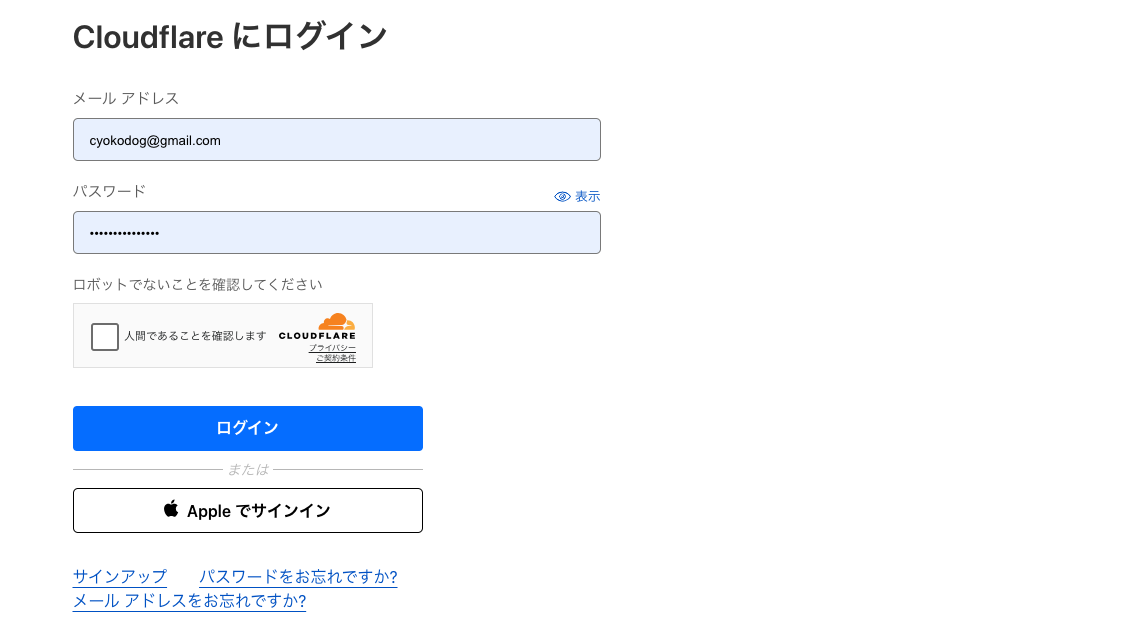 Cloudflare にログイン
メール アドレス
cyokodog@gmail.com
パスワード
表示
•••••••••••••••
ロボットでないことを確認してください
人間であることを確認します
CLOUDFLARE
プライバシー
ご契約条件
ログイン
または
Apple でサインイン
サインアップ パスワードをお忘れですか?
メール アドレスをお忘れですか?